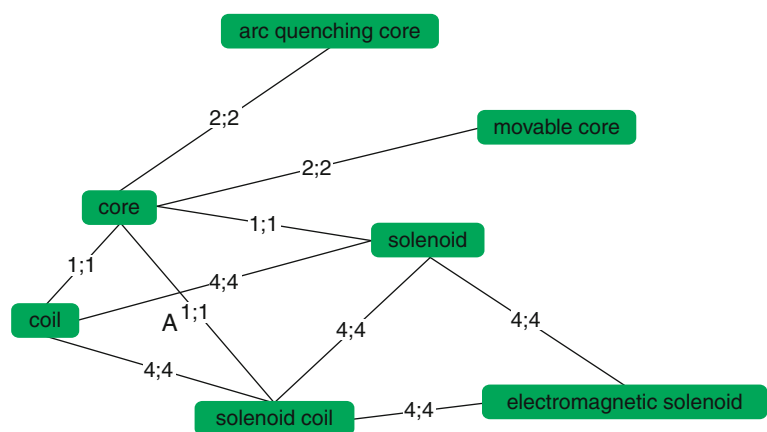 arc quenching core
2;2
movable core
2;2
core
1;1
solenoid
1;1
4;4
coil
A 1;1
4;4
4;4
4;4
electromagnetic solenoid
solenoid coil
4;4